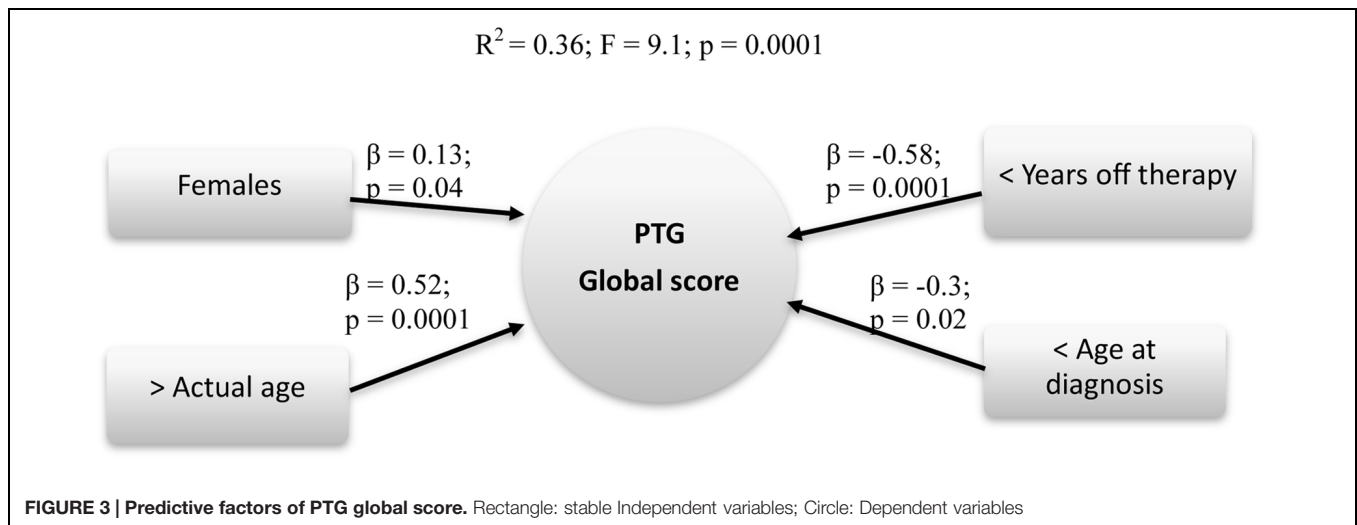 R² = 0.36; F = 9.1; p = 0.0001
Females
β = 0.13;
p = 0.04
> Actual age
β = 0.52;
p = 0.0001
PTG
Global score
β = -0.58;
p = 0.0001
< Years off therapy
β = -0.3;
p = 0.02
< Age at
diagnosis
FIGURE 3 | Predictive factors of PTG global score. Rectangle: stable Independent variables; Circle: Dependent variables